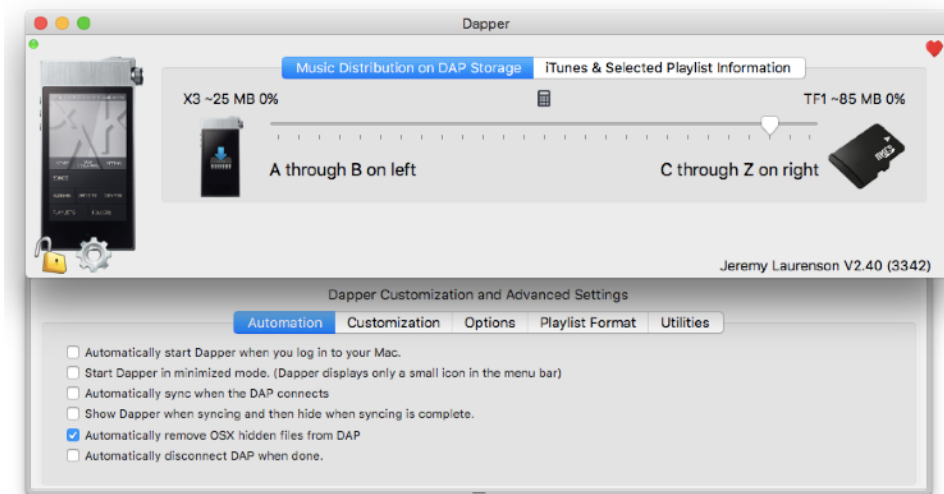 Dapper
Music Distribution on DAP Storage
iTunes & Selected Playlist Information
X3 ~25 MB 0%
TF1 ~85 MB 0%
A through B on left
C through Z on right
Jeremy Laurenson V2.40 (3342)
Dapper Customization and Advanced Settings
Automation
Customization
Options
Playlist Format
Utilities
Automatically start Dapper when you log in to your Mac.
Start Dapper in minimized mode. (Dapper displays only a small icon in the menu bar)
Automatically sync when the DAP connects
Show Dapper when syncing and then hide when syncing is complete.
Automatically remove OSX hidden files from DAP
Automatically disconnect DAP when done.